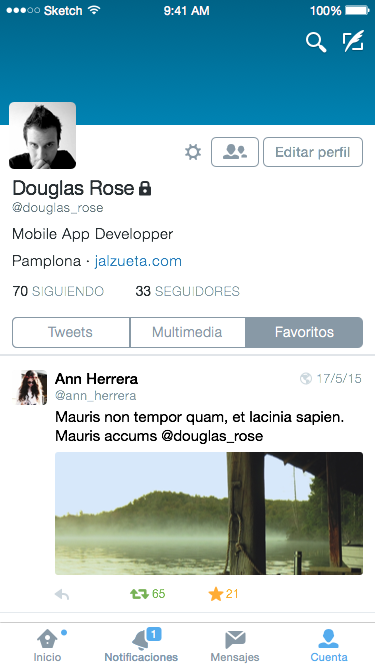 Sketch 9:41 AM 100%
Editar perfil
Douglas Rose
@douglas_rose
Mobile App Developper
Pamplona · jalzueta.com
70 SIGUIENDO 33 SEGUIDORES
Tweets Multimedia Favoritos
Ann Herrera 17/5/15
@ann_herrera
Mauris non tempor quam, et lacinia sapien.
Mauris accums @douglas_rose
65 21
1
Inicio Notificaciones Mensajes Cuenta